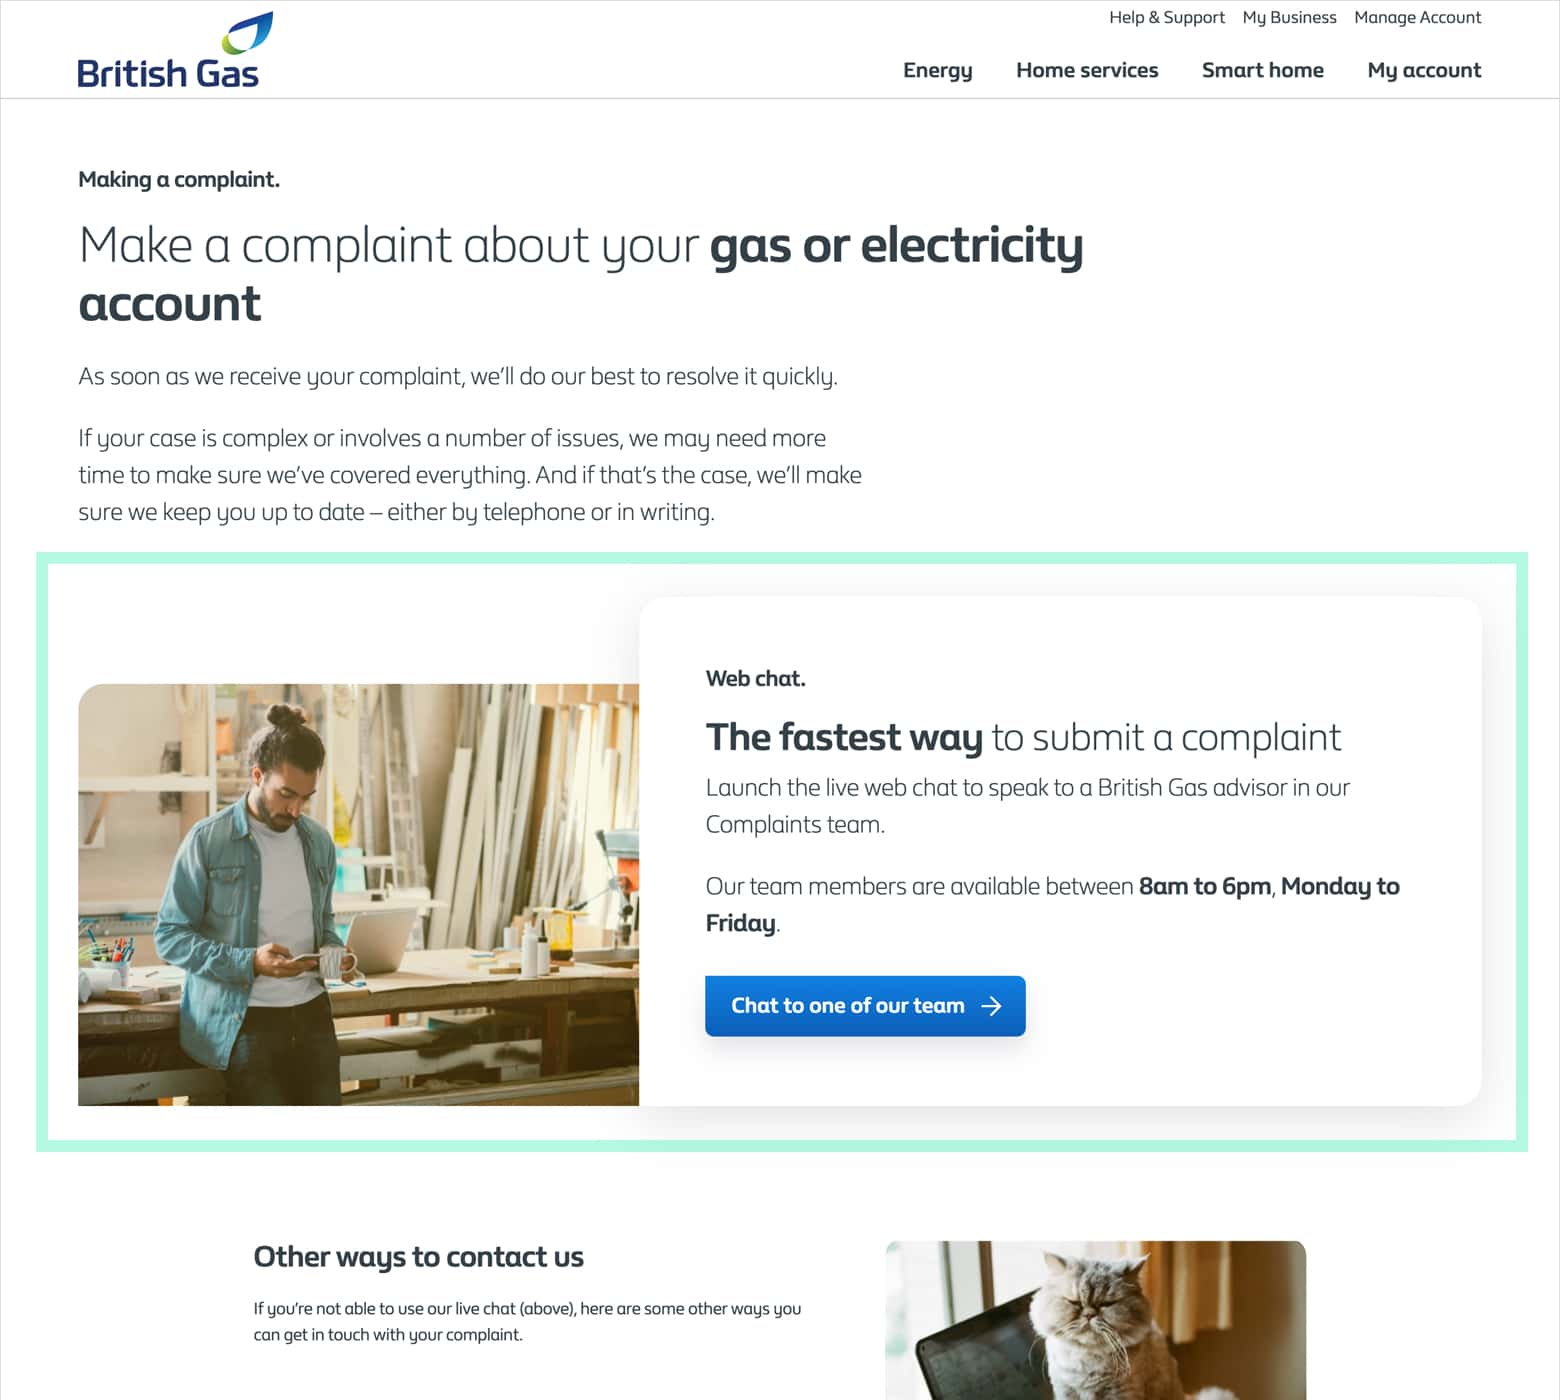 Help & Support My Business Manage Account
British Gas
Energy Home services Smart home My account
Making a complaint.
Make a complaint about your gas or electricity
account
As soon as we receive your complaint, we’ll do our best to resolve it quickly.
If your case is complex or involves a number of issues, we may need more
time to make sure we’ve covered everything. And if that’s the case, we’ll make
sure we keep you up to date – either by telephone or in writing.
Web chat.
The fastest way to submit a complaint
Launch the live web chat to speak to a British Gas advisor in our
Complaints team.
Our team members are available between 8am to 6pm, Monday to
Friday.
Chat to one of our team
Other ways to contact us
If you’re not able to use our live chat (above), here are some other ways you
can get in touch with your complaint.